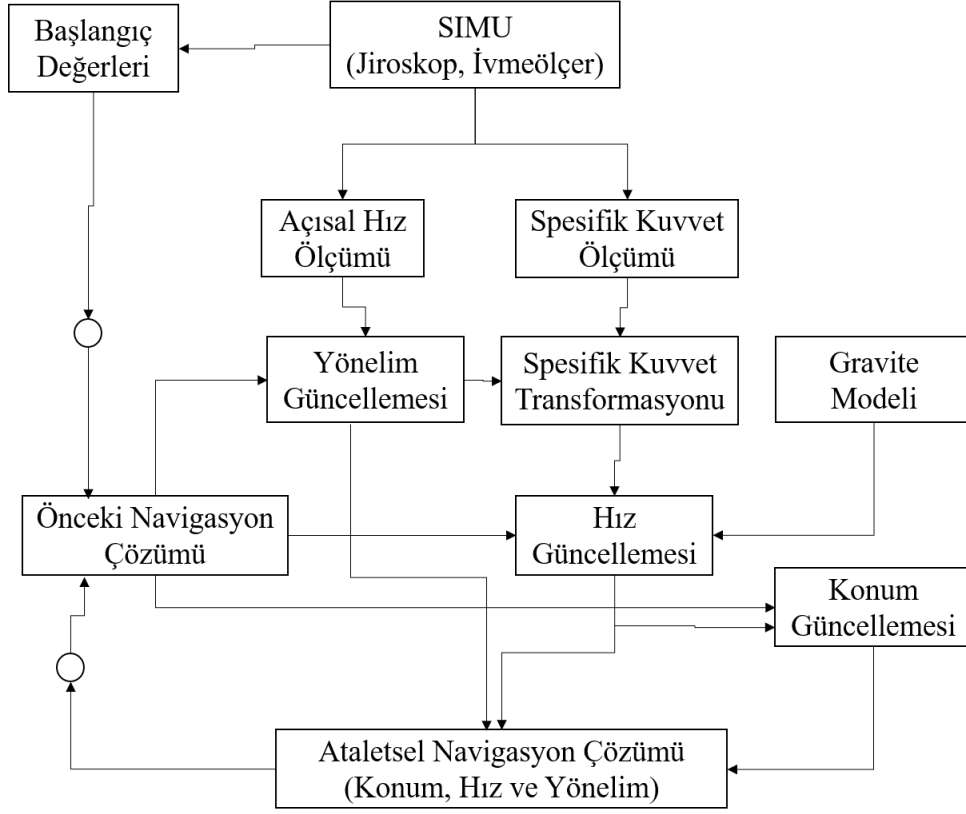 Başlangıç
Değerleri
SIMU
(Jiroskop, İvmeölçer)
Açısal Hız
Ölçümü
Spesifik Kuvvet
Ölçümü
Yönelim
Güncellemesi
Spesifik Kuvvet
Transformasyonu
Gravite
Modeli
Önceki Navigasyon
Çözümü
Hız
Güncellemesi
Konum
Güncellemesi
Ataletsel Navigasyon Çözümü
(Konum, Hız ve Yönelim)